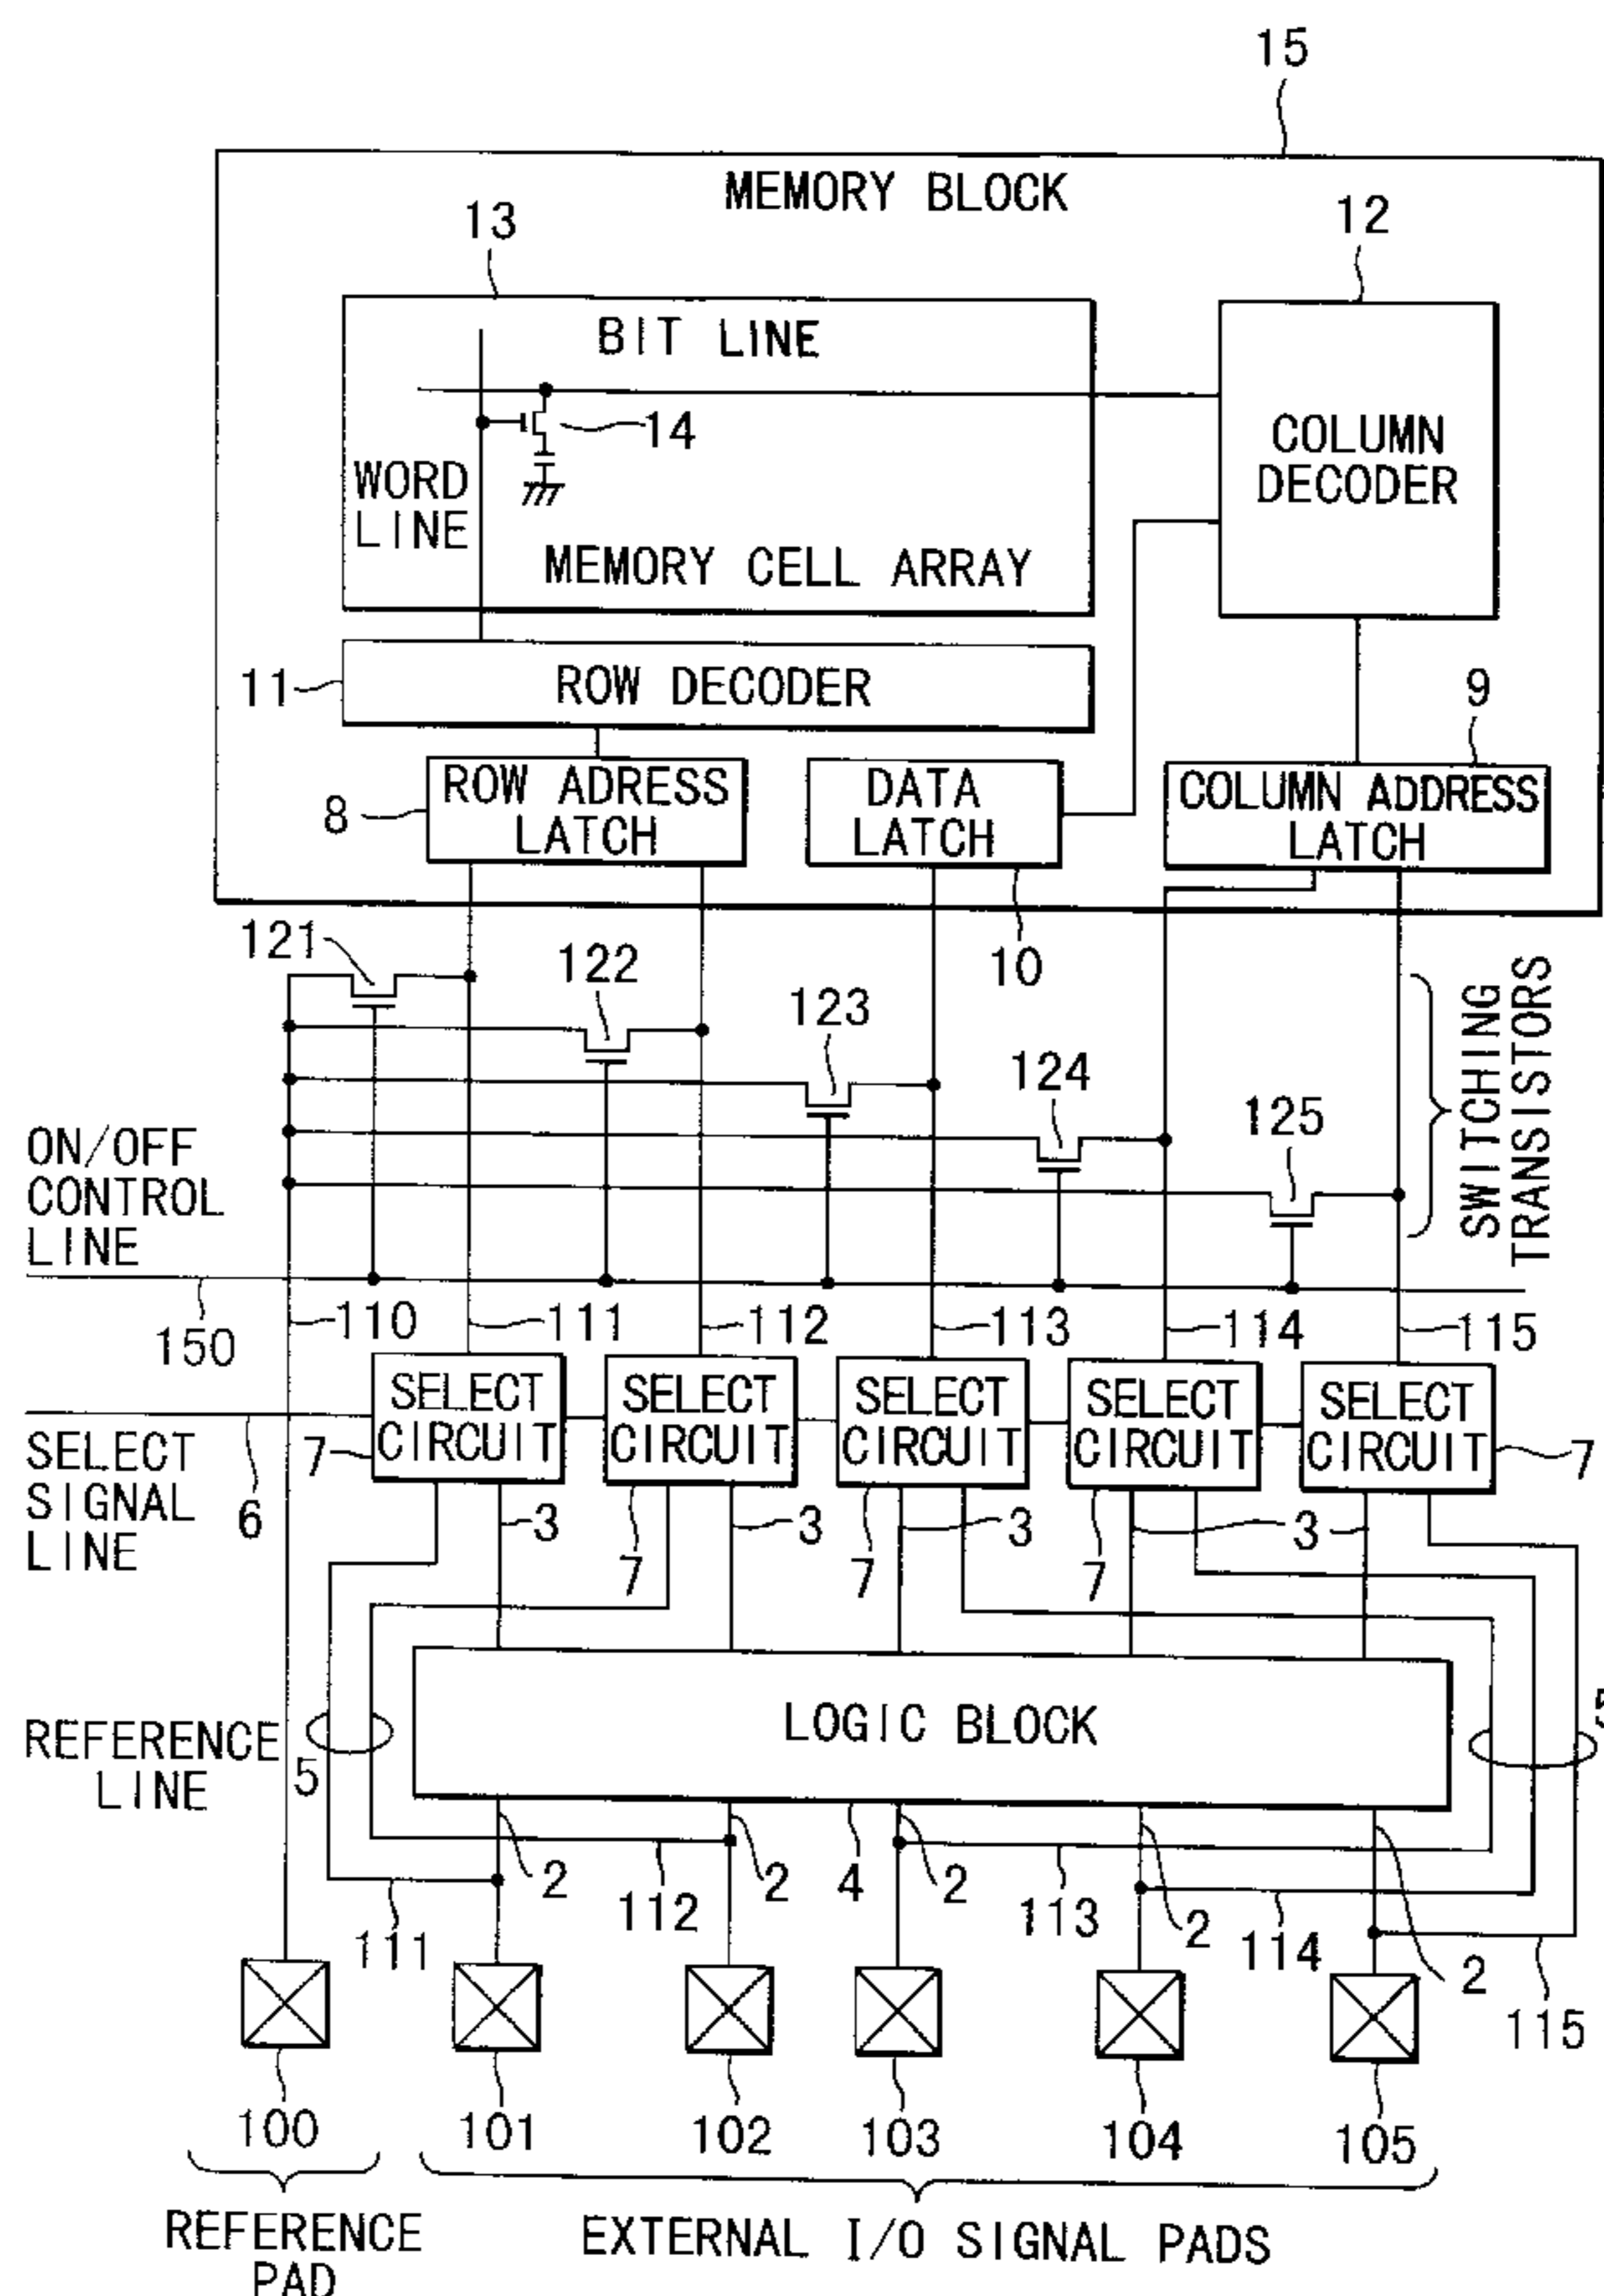 15
MEMORY BLOCK
13
12
BIT LINE
14
WORD
LINE
COLUMN
DECODER
MEMORY CELL ARRAY
11
ROW DECODER
9
8
ROW ADRESS
LATCH
DATA
LATCH
COLUMN ADDRESS
LATCH
10
121
122
123
124
125
SWITCHING
TRANSISTORS
ON/OFF
CONTROL
LINE
150
110
111
112
113
114
115
SELECT
CIRCUIT
SELECT
CIRCUIT
SELECT
CIRCUIT
SELECT
CIRCUIT
SELECT
CIRCUIT
SELECT
SIGNAL
LINE
6
7
7
7
7
7
3
3
3
3
LOGIC BLOCK
REFERENCE
LINE
5
5
2
2
4
2
2
2
111
112
113
114
115
100
101
102
103
104
105
REFERENCE
PAD
EXTERNAL I/O SIGNAL PADS